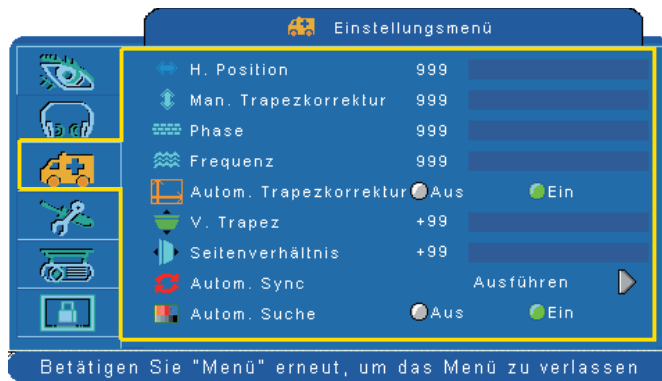 Einstellungsmenü
H. Position 999
Man. Trapezkorrektur 999
Phase 999
Frequenz 999
Autom. Trapezkorrektur Aus Ein
V. Trapez +99
Seitenverhältnis +99
Autom. Sync Ausführen
Autom. Suche Aus Ein
Betätigen Sie "Menü" erneut, um das Menü zu verlassen